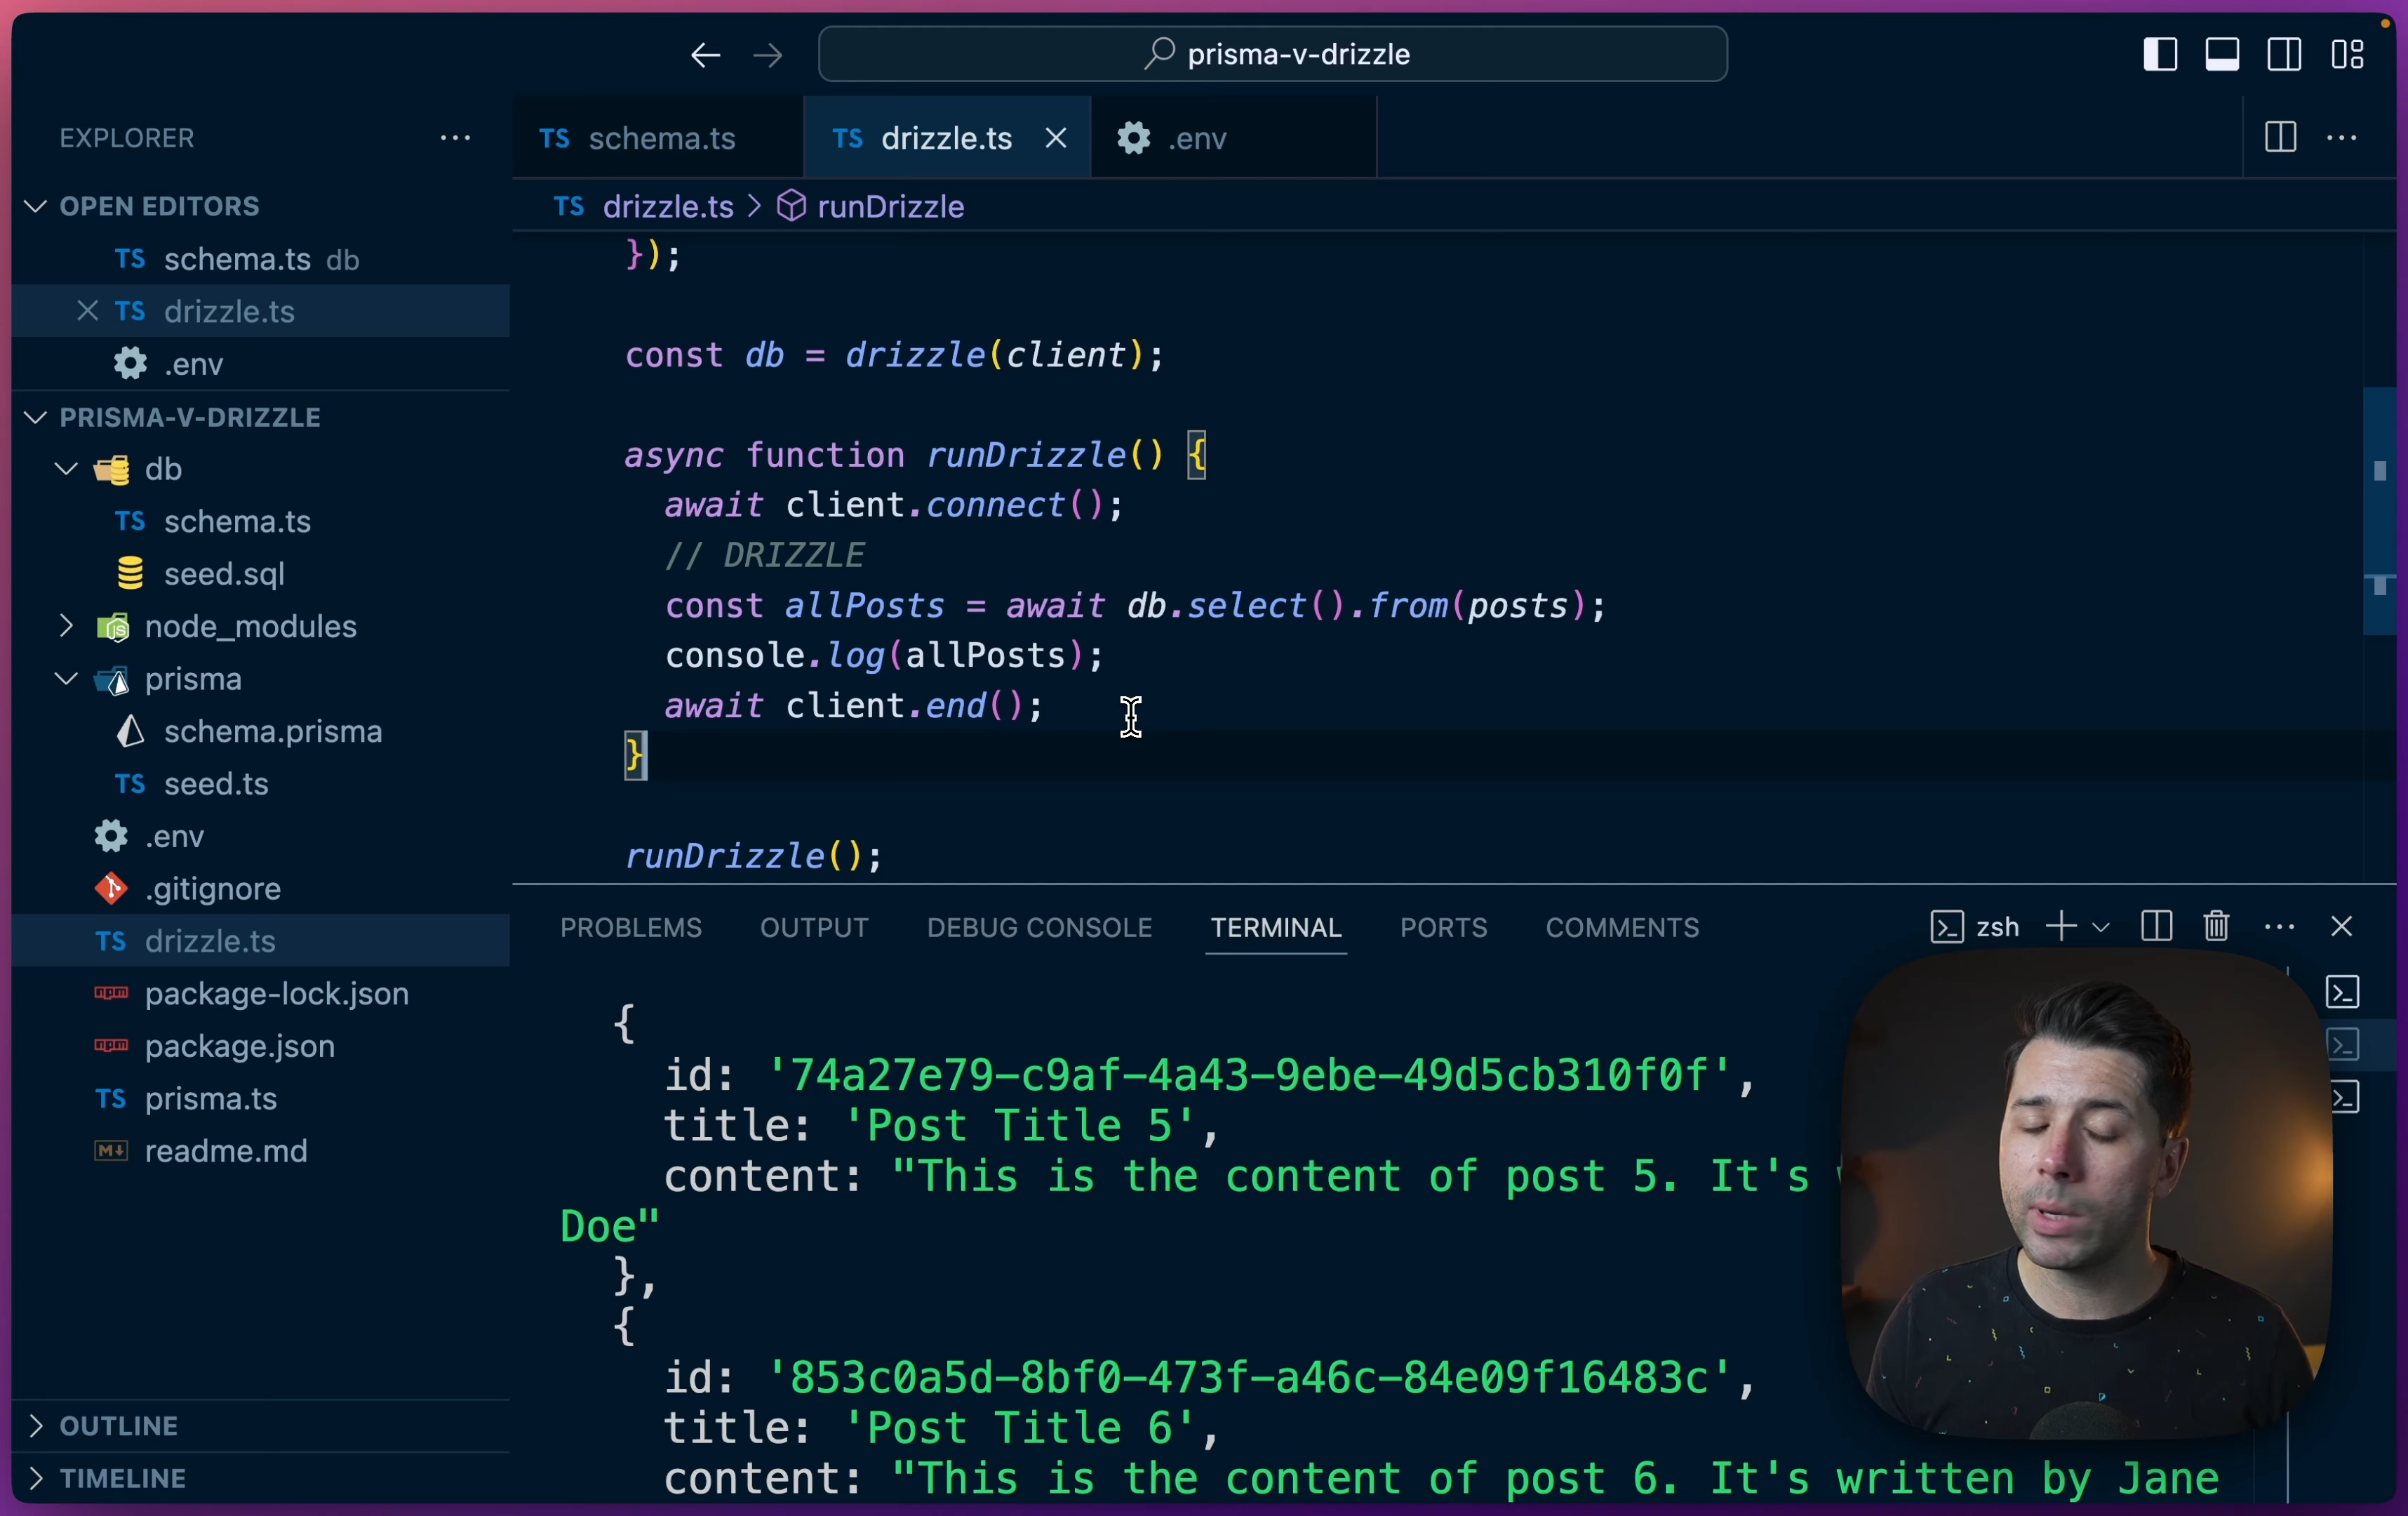 prisma-v-drizzle
EXPLORER
OPEN EDITORS
TS schema.ts db
TS drizzle.ts
.env
PRISMA-V-DRIZZLE
db
TS schema.ts
seed.sql
node_modules
prisma
schema.prisma
TS seed.ts
.env
.gitignore
TS drizzle.ts
package-lock.json
package.json
TS prisma.ts
readme.md
OUTLINE
TIMELINE
TS schema.ts
TS drizzle.ts
.env
TS drizzle.ts > runDrizzle
});
const db = drizzle(client);
async function runDrizzle() {
await client.connect();
// DRIZZLE
const allPosts = await db.select().from(posts);
console.log(allPosts);
await client.end();
}
runDrizzle();
PROBLEMS OUTPUT DEBUG CONSOLE TERMINAL PORTS COMMENTS
zsh
{
id: '74a27e79-c9af-4a43-9ebe-49d5cb310f0f',
title: 'Post Title 5',
content: "This is the content of post 5. It's
Doe"
},
{
id: '853c0a5d-8bf0-473f-a46c-84e09f16483c',
title: 'Post Title 6',
content: "This is the content of post 6. It's written by Jane